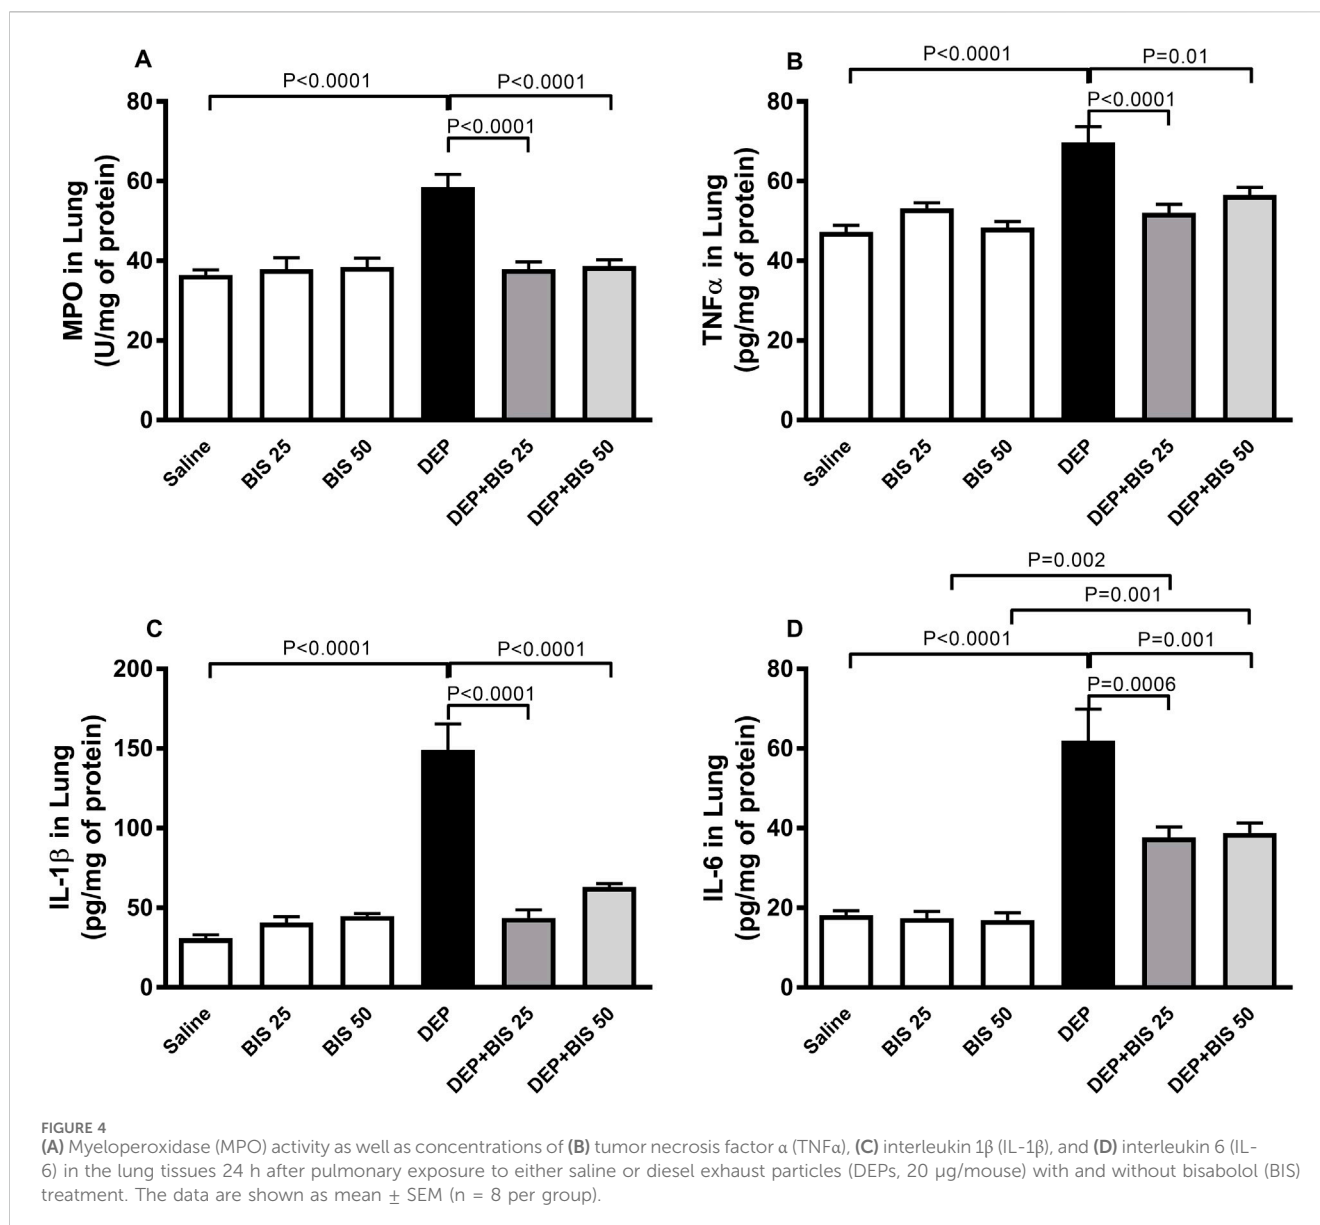 A
P<0.0001
P<0.0001
P<0.0001
80
60
40
20
0
MPO in Lung
(U/mg of protein)
Saline
BIS 25
BIS 50
DEP
DEP+BIS 25
DEP+BIS 50
B
P<0.0001
P=0.01
P<0.0001
80
60
40
20
0
TNFα in Lung
(pg/mg of protein)
Saline
BIS 25
BIS 50
DEP
DEP+BIS 25
DEP+BIS 50
C
P<0.0001
P<0.0001
P<0.0001
200
150
100
50
0
IL-1β in Lung
(pg/mg of protein)
Saline
BIS 25
BIS 50
DEP
DEP+BIS 25
DEP+BIS 50
P=0.002
P=0.001
D
P<0.0001
P=0.001
P=0.0006
80
60
40
20
0
IL-6 in Lung
(pg/mg of protein)
Saline
BIS 25
BIS 50
DEP
DEP+BIS 25
DEP+BIS 50
FIGURE 4
(A) Myeloperoxidase (MPO) activity as well as concentrations of (B) tumor necrosis factor α (TNFα), (C) interleukin 1β (IL-1β), and (D) interleukin 6 (IL-
6) in the lung tissues 24 h after pulmonary exposure to either saline or diesel exhaust particles (DEPs, 20 μg/mouse) with and without bisabolol (BIS)
treatment. The data are shown as mean ± SEM (n = 8 per group).